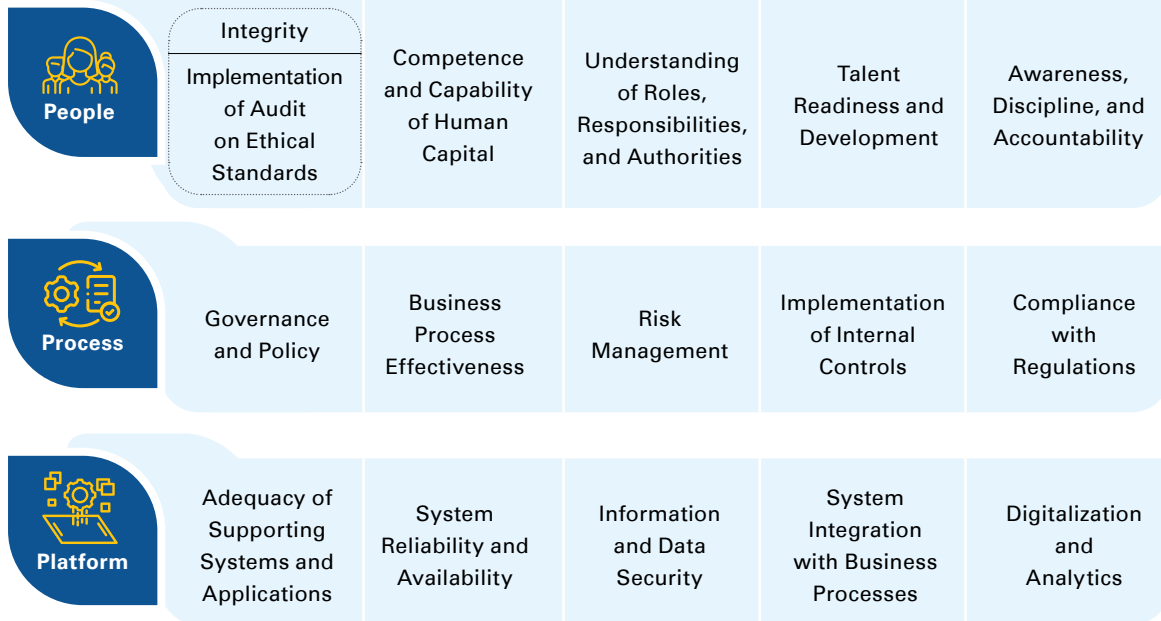 People
Integrity
Implementation
of Audit
on Ethical
Standards
Competence
and Capability
of Human
Capital
Understanding
of Roles,
Responsibilities,
and Authorities
Talent
Readiness and
Development
Awareness,
Discipline, and
Accountability
Process
Governance
and Policy
Business
Process
Effectiveness
Risk
Management
Implementation
of Internal
Controls
Compliance
with
Regulations
Platform
Adequacy of
Supporting
Systems and
Applications
System
Reliability and
Availability
Information
and Data
Security
System
Integration
with Business
Processes
Digitalization
and
Analytics